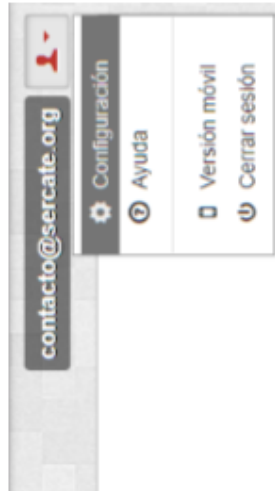 contacto@sercate.org
Configuración
Ayuda
Versión móvil
Cerrar sesión